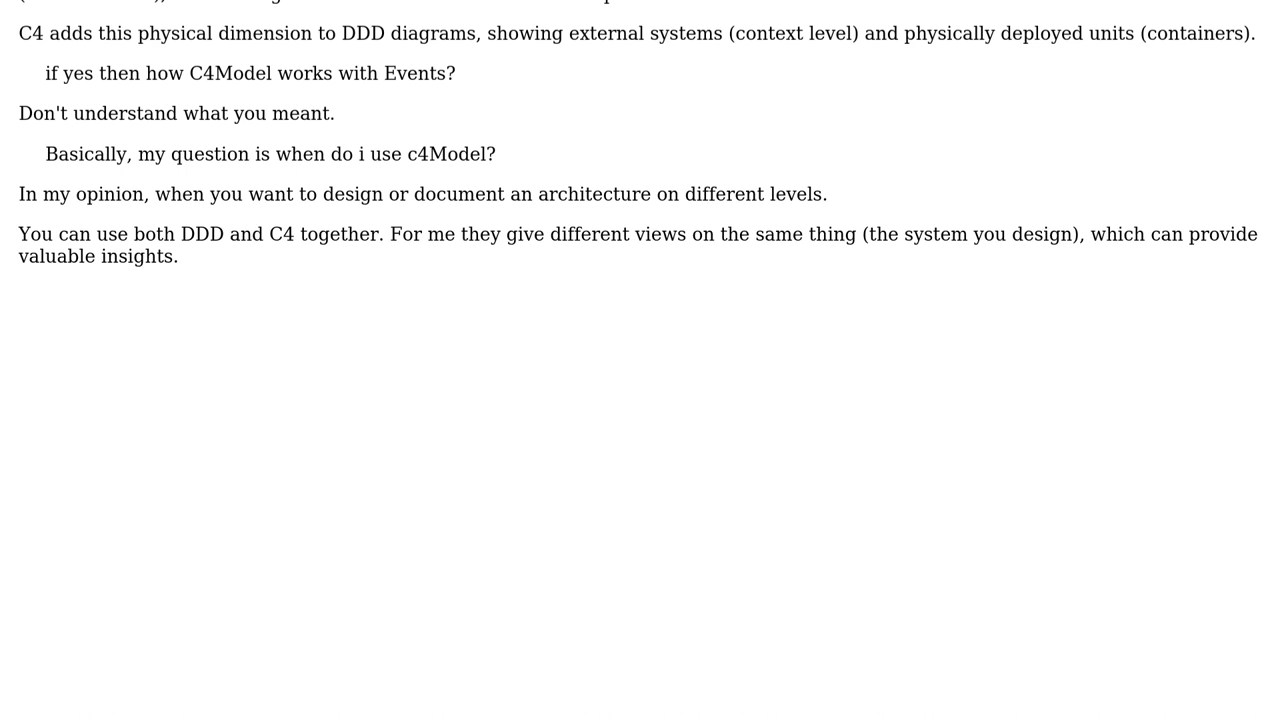 C4 adds this physical dimension to DDD diagrams, showing external systems (context level) and physically deployed units (containers).
if yes then how C4Model works with Events?
Don't understand what you meant.
Basically, my question is when do i use c4Model?
In my opinion, when you want to design or document an architecture on different levels.
You can use both DDD and C4 together. For me they give different views on the same thing (the system you design), which can provide
valuable insights.